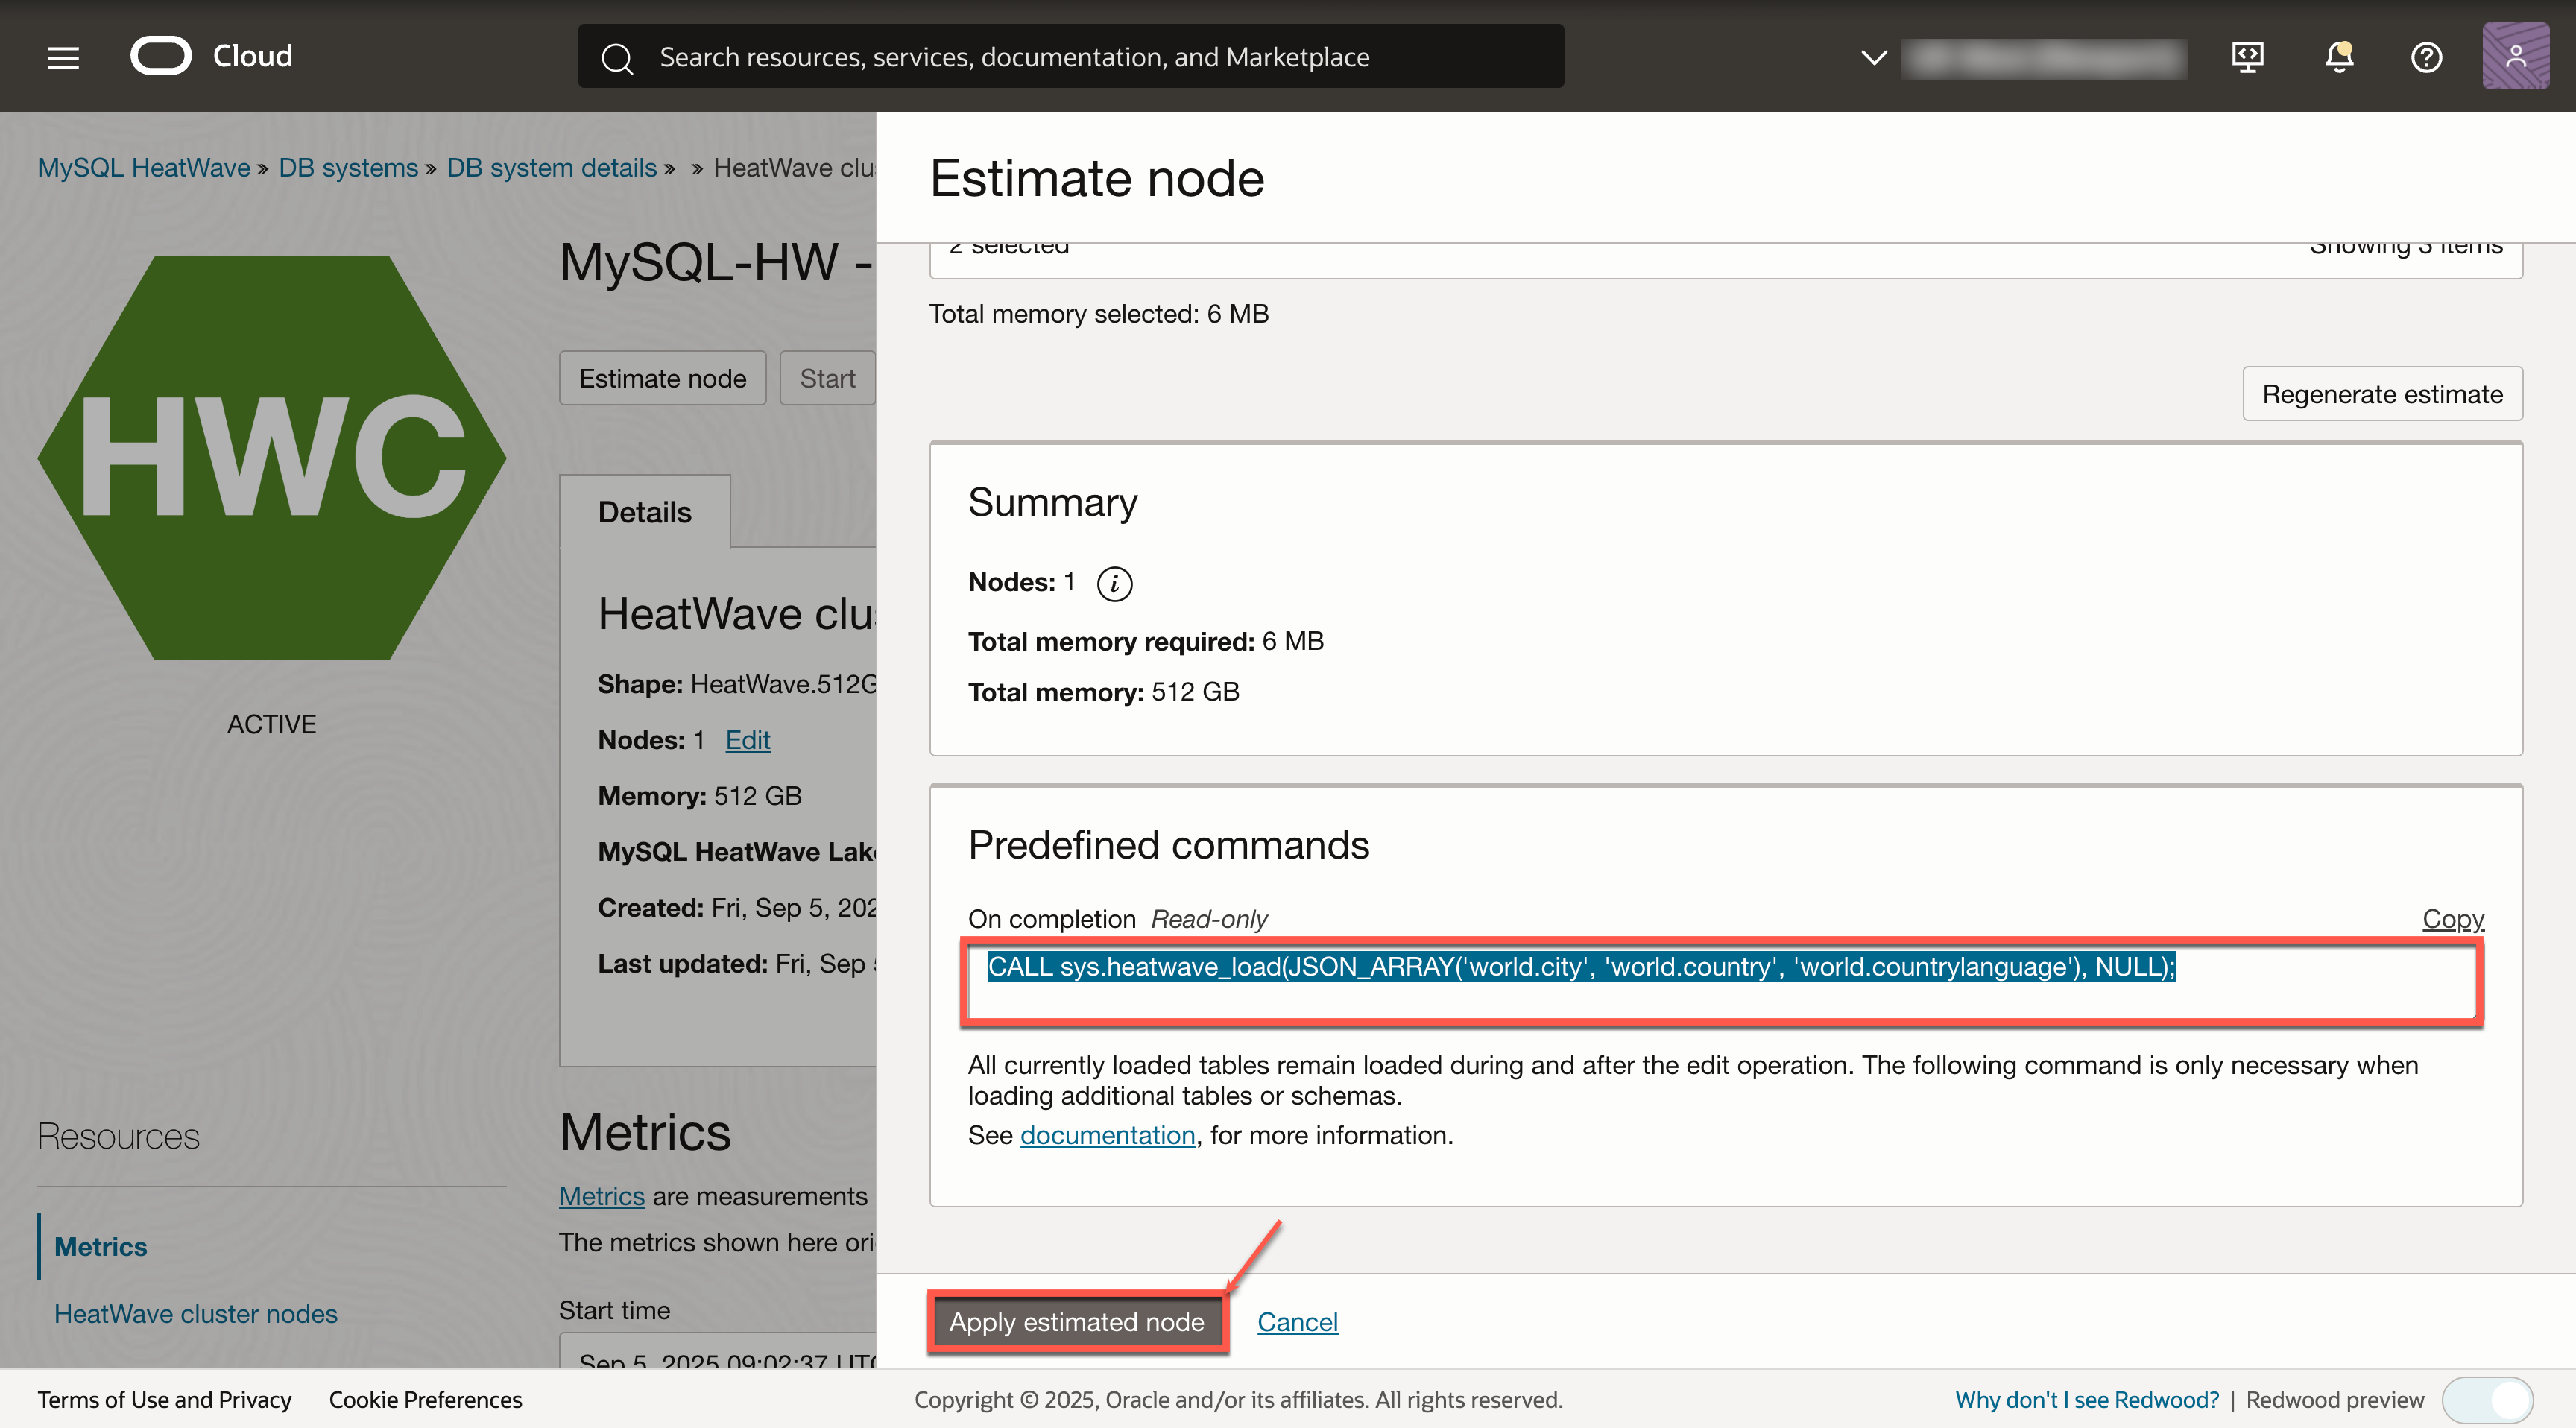 Cloud
Search resources, services, documentation, and Marketplace
MySQL HeatWave » DB systems » DB system details » » HeatWave clu
HWC
ACTIVE
Resources
Metrics
HeatWave cluster nodes
MySQL-HW -
Estimate node
Start
Details
HeatWave clu
Shape: HeatWave.512G
Nodes: 1 Edit
Memory: 512 GB
MySQL HeatWave Lak
Created: Fri, Sep 5, 202
Last updated: Fri, Sep
Metrics
Metrics are measurements
The metrics shown here ori
Start time
Sep 5, 2025 09:02:37 UTC
Estimate node
2 selected
Showing 3 items
Total memory selected: 6 MB
Regenerate estimate
Summary
Nodes: 1
Total memory required: 6 MB
Total memory: 512 GB
Predefined commands
On completion Read-only
Copy
CALL sys.heatwave_load(JSON_ARRAY('world.city', 'world.country', 'world.countrylanguage'), NULL);
All currently loaded tables remain loaded during and after the edit operation. The following command is only necessary when
loading additional tables or schemas.
See documentation, for more information.
Apply estimated node
Cancel
Terms of Use and Privacy
Cookie Preferences
Copyright © 2025, Oracle and/or its affiliates. All rights reserved.
Why don't I see Redwood? | Redwood preview